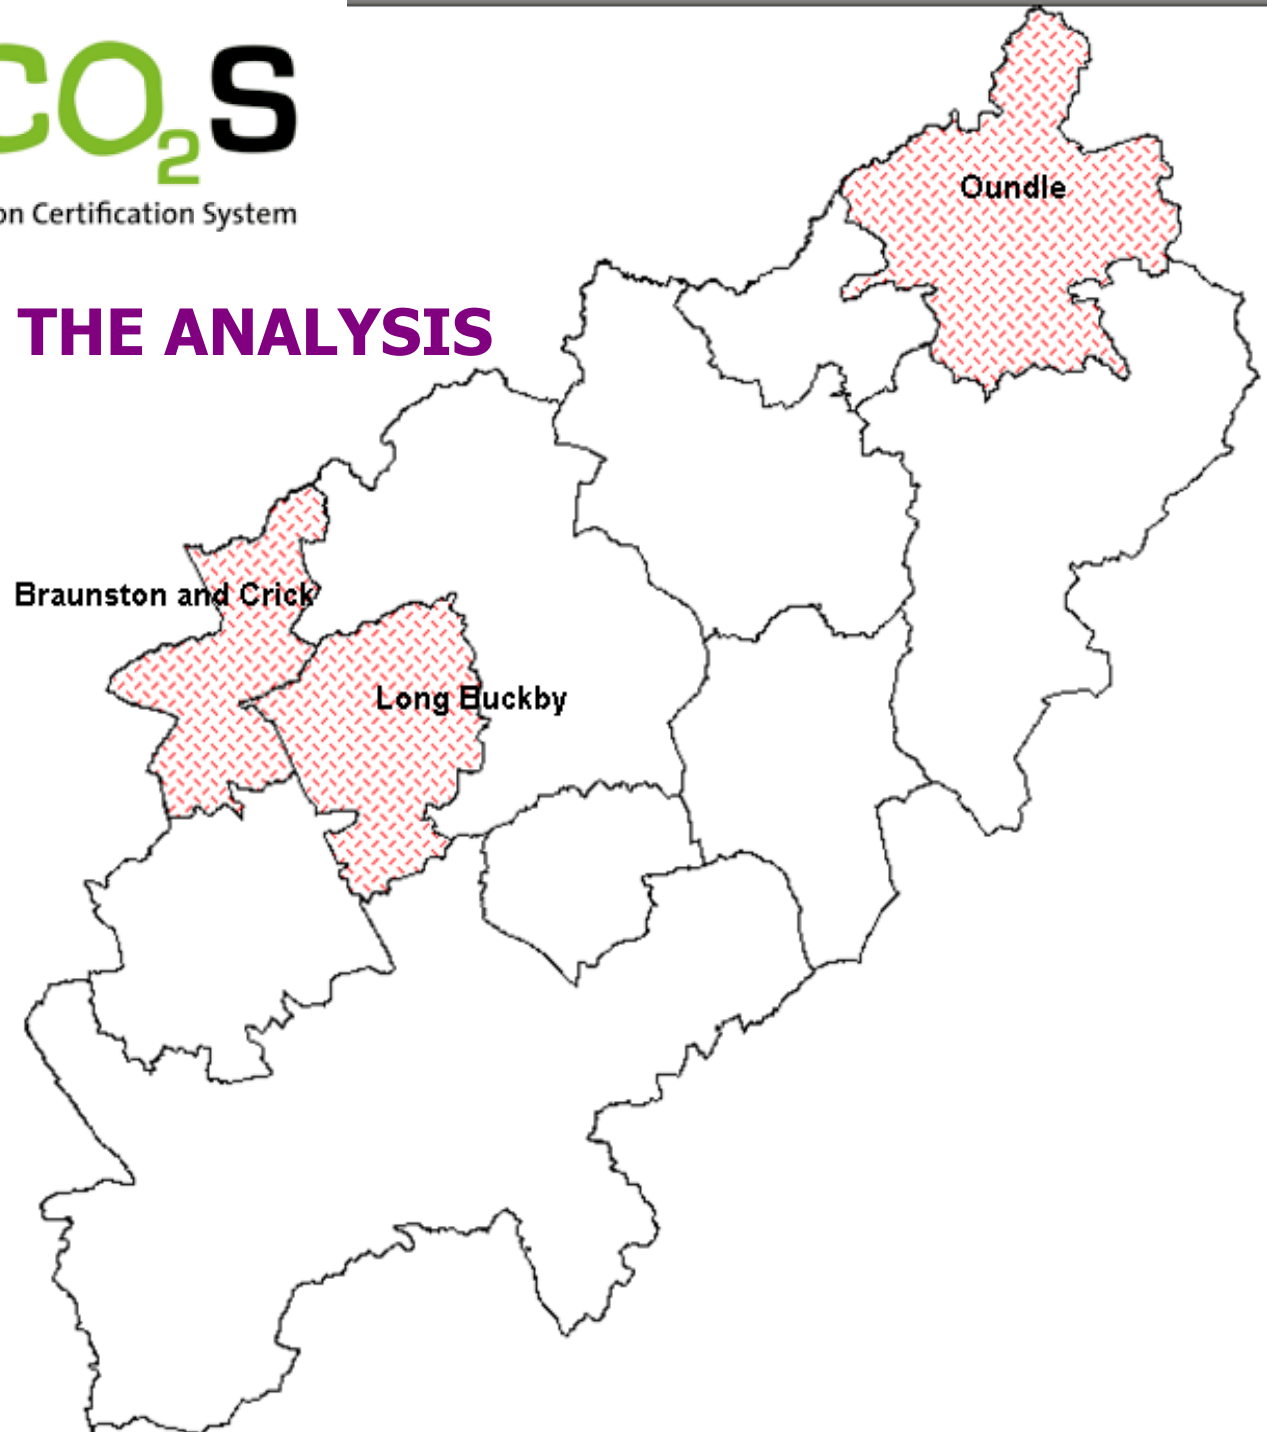 CO₂S
on Certification System
THE ANALYSIS
Oundle
Braunston and Crick
Long Buckby